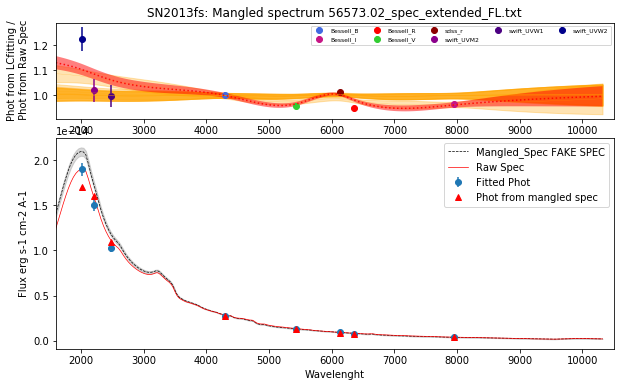 SN2013fs: Mangled spectrum 56573.02_spec_extended_FL.txt
Phot from LCfitting /
Phot from Raw Spec
1.2
1.1
1.0
Bessell_B
Bessell_I
Bessell_R
Bessell_V
sdss_r
swift_UVM2
swift_UVW1
swift_UVW2
2000 3000 4000 5000 6000 7000 8000 9000 10000
Flux erg s-1 cm-2 A-1
2.0
1.5
1.0
0.5
0.0
Mangled_Spec FAKE SPEC
Raw Spec
Fitted Phot
Phot from mangled spec
2000 3000 4000 5000 6000 7000 8000 9000 10000
Wavelenght